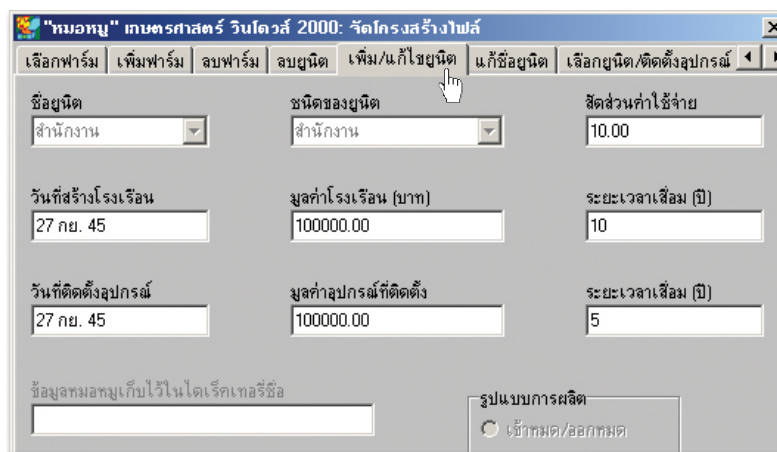 "หมอหมู" เกษตรศาสตร์ วินโดวส์ 2000: จัดโครงสร้างไฟล์
เลือกฟาร์ม เพิ่มฟาร์ม ลบฟาร์ม ลบยูนิต เพิ่ม/แก้ไขยูนิต แก้ชื่อยูนิต เลือกยูนิต/ติดตั้งอุปกรณ์
ชื่อยูนิต ชนิดของยูนิต สัดส่วนค่าใช้จ่าย
สำนักงาน สำนักงาน 10.00
วันที่สร้างโรงเรือน มูลค่าโรงเรือน (บาท) ระยะเวลาเสื่อม (ปี)
27 กย. 45 100000.00 10
วันที่ติดตั้งอุปกรณ์ มูลค่าอุปกรณ์ที่ติดตั้ง ระยะเวลาเสื่อม (ปี)
27 กย. 45 100000.00 5
ข้อมูลหมอหมูเก็บไว้ในไดเร็คเทอรี่ชื่อ รูปแบบการผลิต
เข้าหมด/ออกหมด